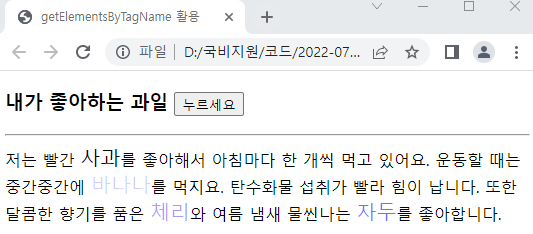 getElementsByTagName 활용
파일 | D:/국비지원/코드/2022-07...
내가 좋아하는 과일 누르세요
저는 빨간 사과를 좋아해서 아침마다 한 개씩 먹고 있어요. 운동할 때는
중간중간에 바나나를 먹지요. 탄수화물 섭취가 빨라 힘이 납니다. 또한
달콤한 향기를 품은 체리와 여름 냄새 물씬나는 자두를 좋아합니다.